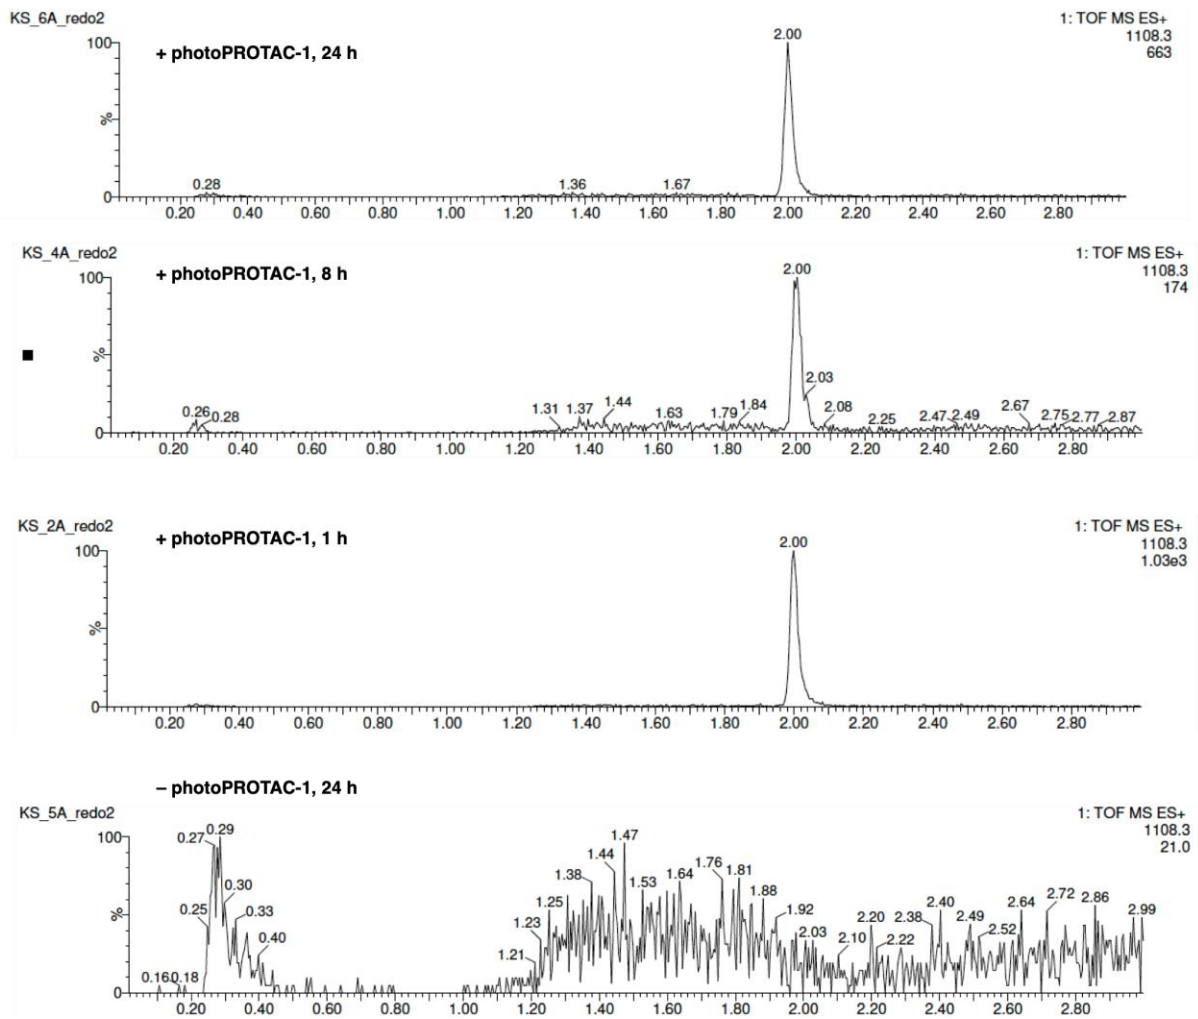 KS_6A_redo2
1: TOF MS ES+
1108.3
663
+ photoPROTAC-1, 24 h
100
%
0
2.00
0.28
1.36
1.67
0.20 0.40 0.60 0.80 1.00 1.20 1.40 1.60 1.80 2.00 2.20 2.40 2.60 2.80
KS_4A_redo2
1: TOF MS ES+
1108.3
174
+ photoPROTAC-1, 8 h
100
%
0
2.00
0.26 0.28
1.31 1.37 1.44 1.63 1.79 1.84 2.03 2.08 2.25 2.47 2.49 2.67 2.75 2.77 2.87
0.20 0.40 0.60 0.80 1.00 1.20 1.40 1.60 1.80 2.00 2.20 2.40 2.60 2.80
KS_2A_redo2
1: TOF MS ES+
1108.3
1.03e3
+ photoPROTAC-1, 1 h
100
%
0
2.00
0.20 0.40 0.60 0.80 1.00 1.20 1.40 1.60 1.80 2.00 2.20 2.40 2.60 2.80
– photoPROTAC-1, 24 h
KS_5A_redo2
1: TOF MS ES+
1108.3
21.0
100
%
0
0.16 0.18 0.25 0.27 0.29 0.30 0.33 0.40
1.21 1.23 1.25 1.38 1.44 1.47 1.53 1.64 1.76 1.81 1.88 1.92 2.03 2.10 2.20 2.22 2.38 2.40 2.49 2.52 2.64 2.72 2.86 2.99
0.20 0.40 0.60 0.80 1.00 1.20 1.40 1.60 1.80 2.00 2.20 2.40 2.60 2.80